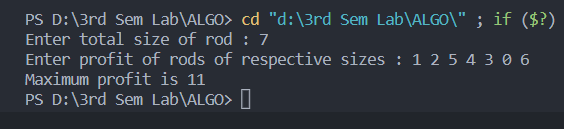 PS D:\3rd Sem Lab\ALGO> cd "d:\3rd Sem Lab\ALGO\" ; if ($?)
Enter total size of rod : 7
Enter profit of rods of respective sizes : 1 2 5 4 3 0 6
Maximum profit is 11
PS D:\3rd Sem Lab\ALGO>